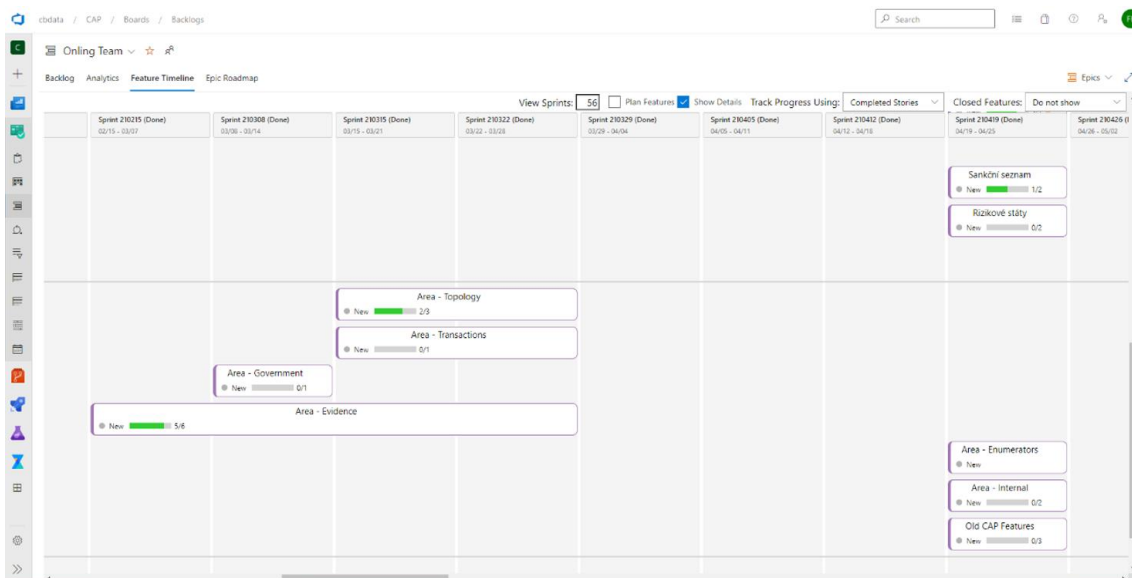 cbdata / CAP / Boards / Backlogs
Search
C
Onling Team
Backlog Analytics Feature Timeline Epic Roadmap
Epics
View Sprints: 56 Plan Features Show Details Track Progress Using: Completed Stories Closed Features: Do not show
Sprint 210215 (Done) Sprint 210308 (Done) Sprint 210315 (Done) Sprint 210322 (Done) Sprint 210329 (Done) Sprint 210405 (Done) Sprint 210412 (Done) Sprint 210419 (Done) Sprint 210426 (
02/15 - 03/07 03/08 - 03/14 03/15 - 03/21 03/22 - 03/28 03/29 - 04/04 04/05 - 04/11 04/12 - 04/18 04/19 - 04/25 04/26 - 05/02
Sankční seznam
New 1/2
Rizikové státy
New 0/2
Area - Topology
New 2/3
Area - Transactions
New 0/1
Area - Government
New 0/1
Area - Evidence
New 5/6
Area - Enumerators
New
Area - Internal
New 0/2
Old CAP Features
New 0/3